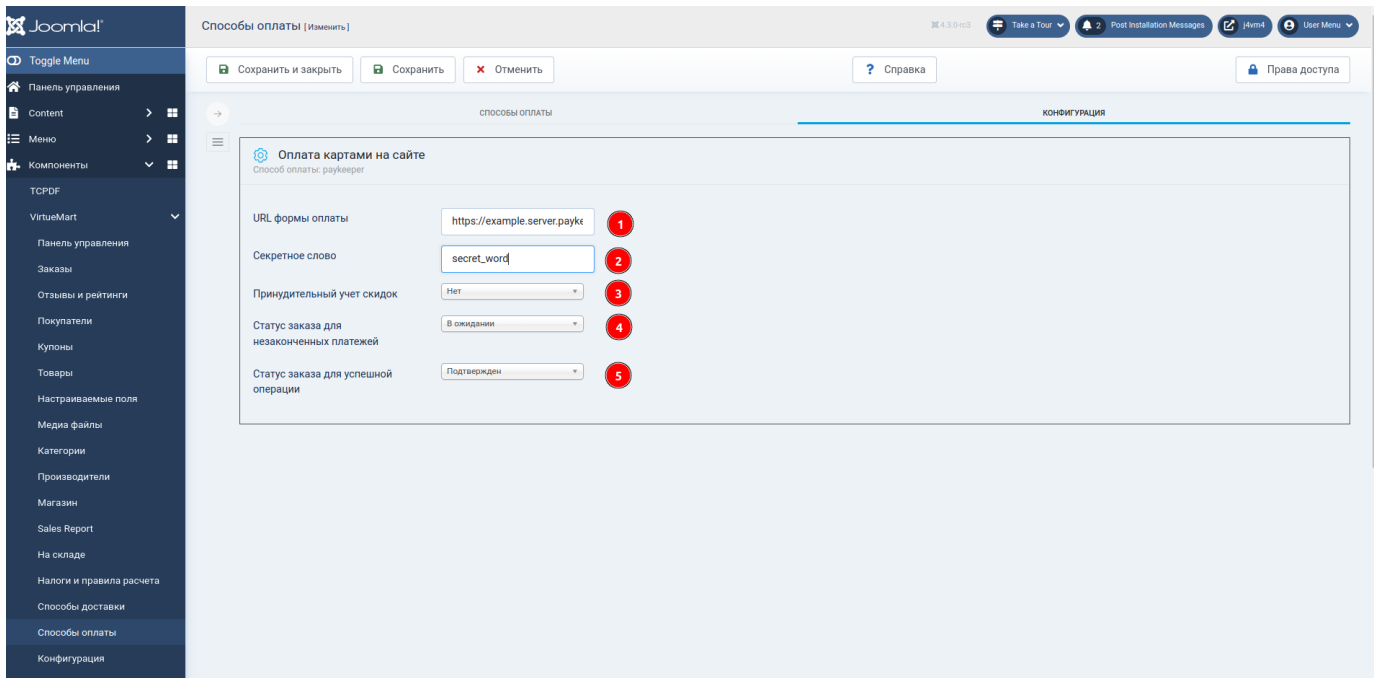 Joomla!
Способы оплаты [Изменить]
4.3.0-rc3
Take a Tour
2 Post Installation Messages
j4vm4
User Menu
Toggle Menu
Панель управления
Content
Меню
Компоненты
TCPDF
VirtueMart
Панель управления
Заказы
Отзывы и рейтинги
Покупатели
Купоны
Товары
Настраиваемые поля
Медиа файлы
Категории
Производители
Магазин
Sales Report
На складе
Налоги и правила расчета
Способы доставки
Способы оплаты
Конфигурация
Сохранить и закрыть
Сохранить
Отменить
? Справка
Права доступа
СПОСОБЫ ОПЛАТЫ
КОНФИГУРАЦИЯ
Оплата картами на сайте
Способ оплаты: paykeeper
URL формы оплаты
https://example.server.payke
1
Секретное слово
secret_word
2
Принудительный учет скидок
Нет
3
Статус заказа для
незаконченных платежей
В ожидании
4
Статус заказа для успешной
операции
Подтвержден
5